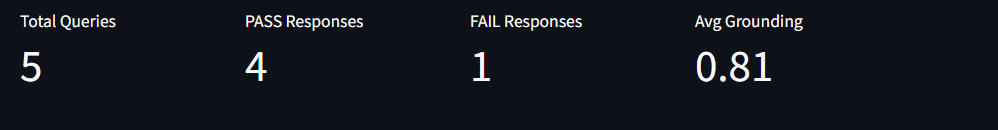 Total Queries
5
PASS Responses
4
FAIL Responses
1
Avg Grounding
0.81